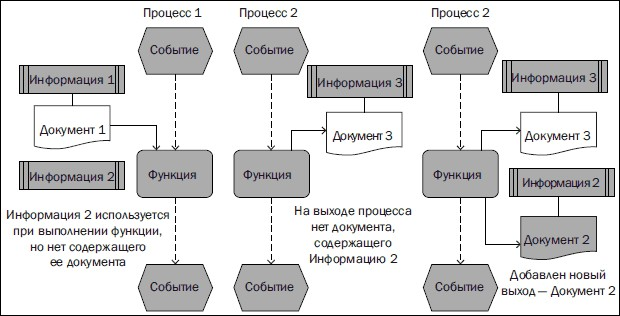 Процесс 1
Процесс 2
Процесс 2
Событие
Событие
Событие
Информация 1
Информация 3
Информация 3
Документ 1
Документ 3
Документ 3
Информация 2
Функция
Функция
Функция
Информация 2
Информация 2 используется
при выполнении функции,
но нет содержащего
ее документа
На выходе процесса
нет документа,
содержащего
Информацию 2
Документ 2
Добавлен новый
выход — Документ 2
Событие
Событие
Событие